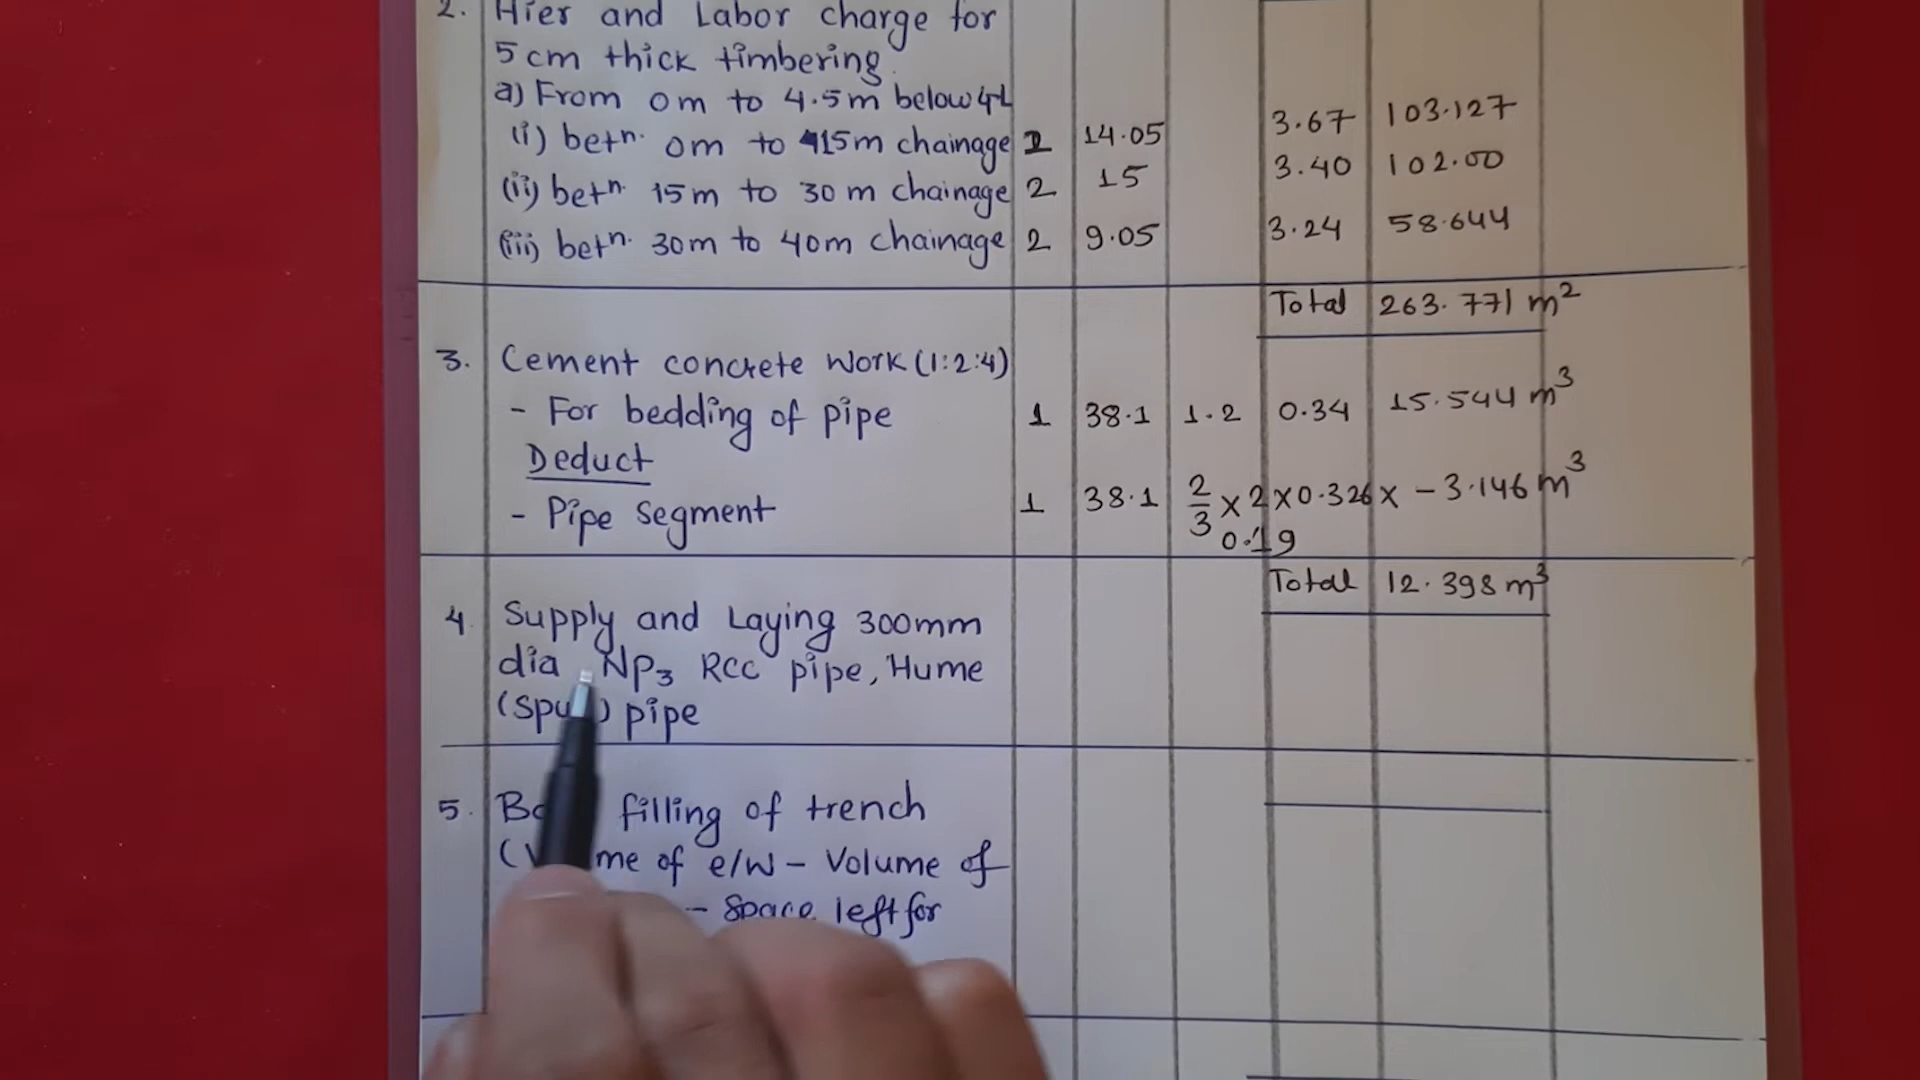 2. Hier and Labor charge for
5cm thick timbering
a) From 0m to 4.5m below GL
(i) betn. 0m to 15m chainage 2 14.05 3.67 103.127
(ii) betn. 15m to 30m chainage 2 15 3.40 102.00
(iii) betn. 30m to 40m chainage 2 9.05 3.24 58.644
Total 263.771 m²
3. Cement concrete work (1:2:4)
- For bedding of pipe 1 38.1 1.2 0.34 15.544 m³
Deduct
- Pipe segment 1 38.1 2/3 x 2 x 0.326 x - 3.146 m³
0.19
Total 12.398 m³
4. Supply and Laying 300mm
dia NP3 RCC pipe, Hume
pipe
5. filling of trench
of e/w - Volume of
- Space left for